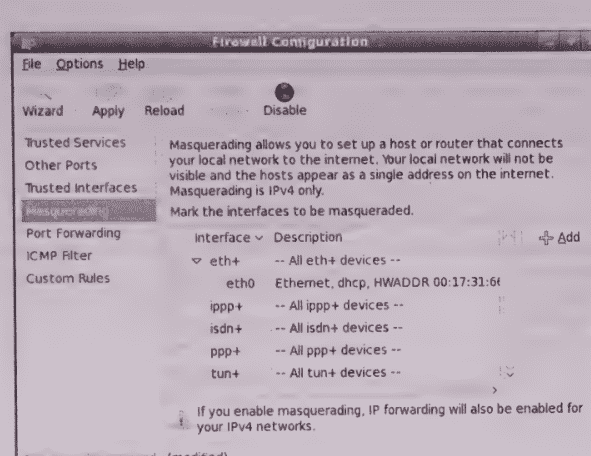 Firewall Configuration
File Options Help
Wizard Apply Reload Disable
Trusted Services
Other Ports
Trusted Interfaces
Masquerading
Port Forwarding
ICMP Filter
Custom Rules
Masquerading allows you to set up a host or router that connects
your local network to the internet. Your local network will not be
visible and the hosts appear as a single address on the internet.
Masquerading is IPv4 only.
Mark the interfaces to be masqueraded.
Interface Description
Add
eth+ -- All eth+ devices --
eth0 Ethernet, dhcp, HWADDR 00:17:31:6
ippp+ -- All ippp+ devices --
isdn+ -- All isdn+ devices --
ppp+ -- All ppp+ devices --
tun+ -- All tun+ devices --
If you enable masquerading, IP forwarding will also be enabled for
your IPv4 networks.
(modified)